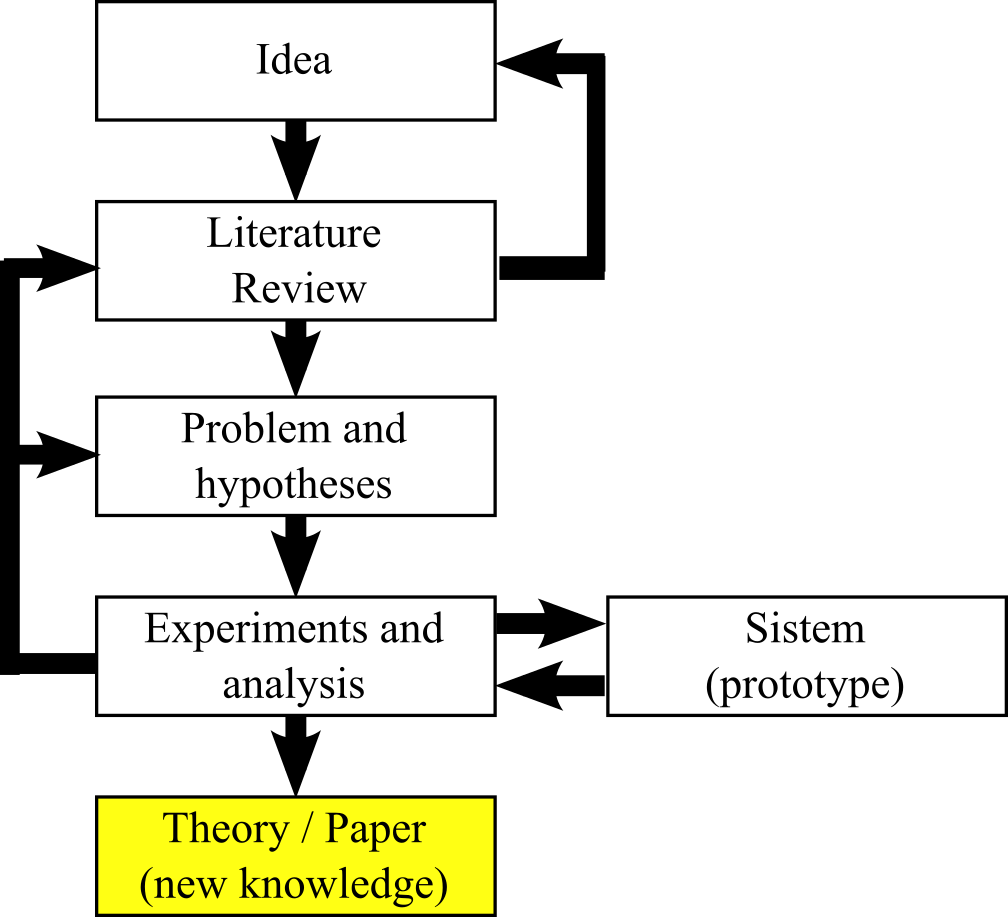 Idea
Literature
Review
Problem and
hypotheses
Experiments and
analysis
Sistem
(prototype)
Theory / Paper
(new knowledge)